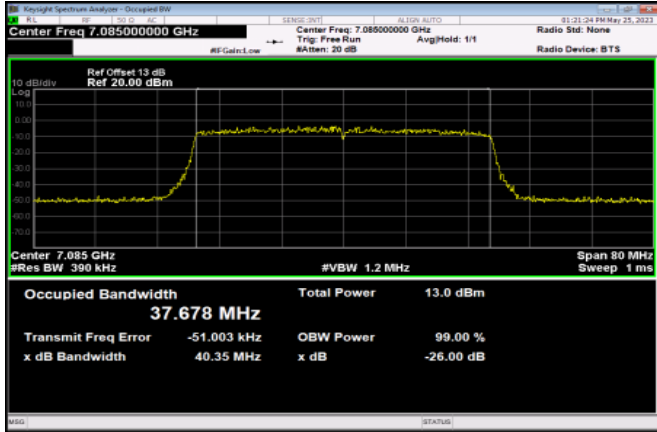 Keysight Spectrum Analyzer - Occupied BW
RL RF 50 Ω AC SENSE:INT ALIGN AUTO 01:21:24 PM May 25, 2023
Center Freq 7.085000000 GHz Center Freq: 7.085000000 GHz Radio Std: None
Trig: Free Run Avg|Hold: 1/1
#IFGain:Low #Atten: 20 dB Radio Device: BTS
Ref Offset 13 dB
10 dB/div Ref 20.00 dBm
Log
10.0
0.00
-10.0
-20.0
-30.0
-40.0
-50.0
-60.0
-70.0
Center 7.085 GHz Span 80 MHz
#Res BW 390 kHz #VBW 1.2 MHz Sweep 1 ms
Occupied Bandwidth Total Power 13.0 dBm
37.678 MHz
Transmit Freq Error -51.003 kHz OBW Power 99.00 %
x dB Bandwidth 40.35 MHz x dB -26.00 dB
MSG STATUS